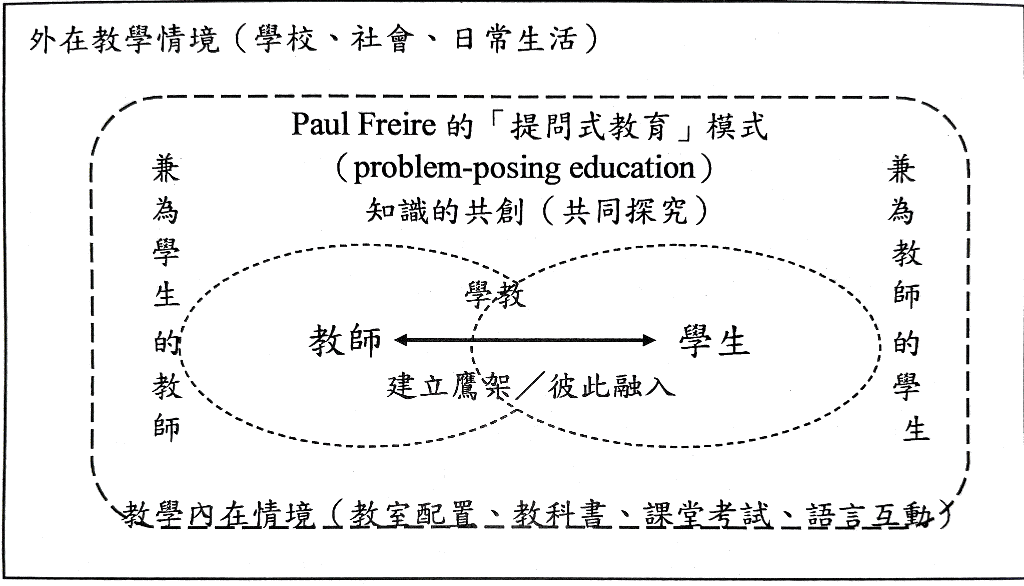 外在教學情境（學校、社會、日常生活）
Paul Freire 的「提問式教育」模式
（problem-posing education）
知識的共創（共同探究）
兼為學生的教師
學教
教師
學生
建立鷹架／彼此融入
兼為教師的學生
教學內在情境（教室配置、教科書、課堂考試、語言互動）